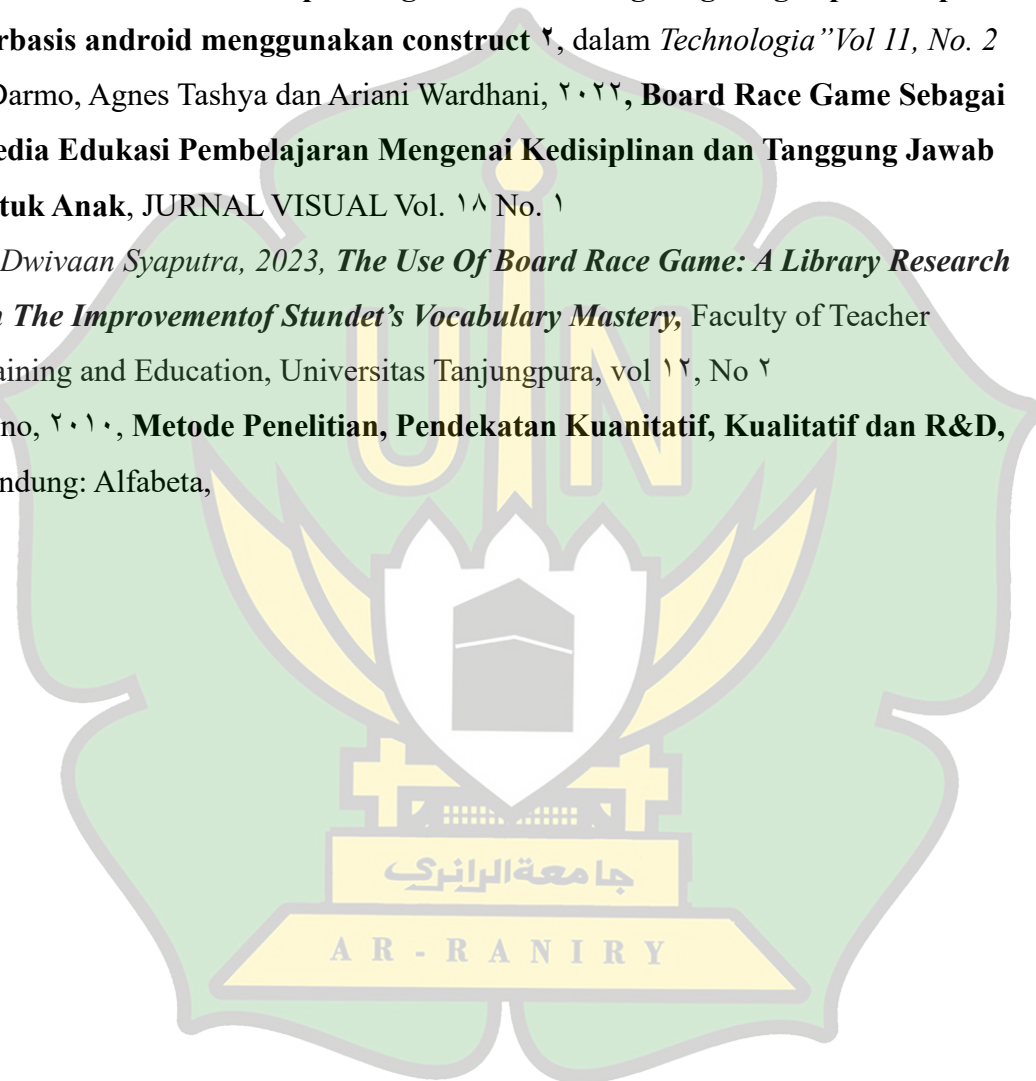 rbasis android menggunakan construct ٢, dalam Technologia”Vol 11, No. 2
Darmo, Agnes Tashya dan Ariani Wardhani, ٢٠٢٢, Board Race Game Sebagai
edia Edukasi Pembelajaran Mengenai Kedisiplinan dan Tanggung Jawab
tuk Anak, JURNAL VISUAL Vol. ١٨ No. ١
Dwivaan Syaputra, 2023, The Use Of Board Race Game: A Library Research
n The Improvementof Stundet’s Vocabulary Mastery, Faculty of Teacher
aining and Education, Universitas Tanjungpura, vol ١٢, No ٢
no, ٢٠١٠, Metode Penelitian, Pendekatan Kuanitatif, Kualitatif dan R&D,
ndung: Alfabeta,
UIN
جامعةالرانري
AR-RANIRY